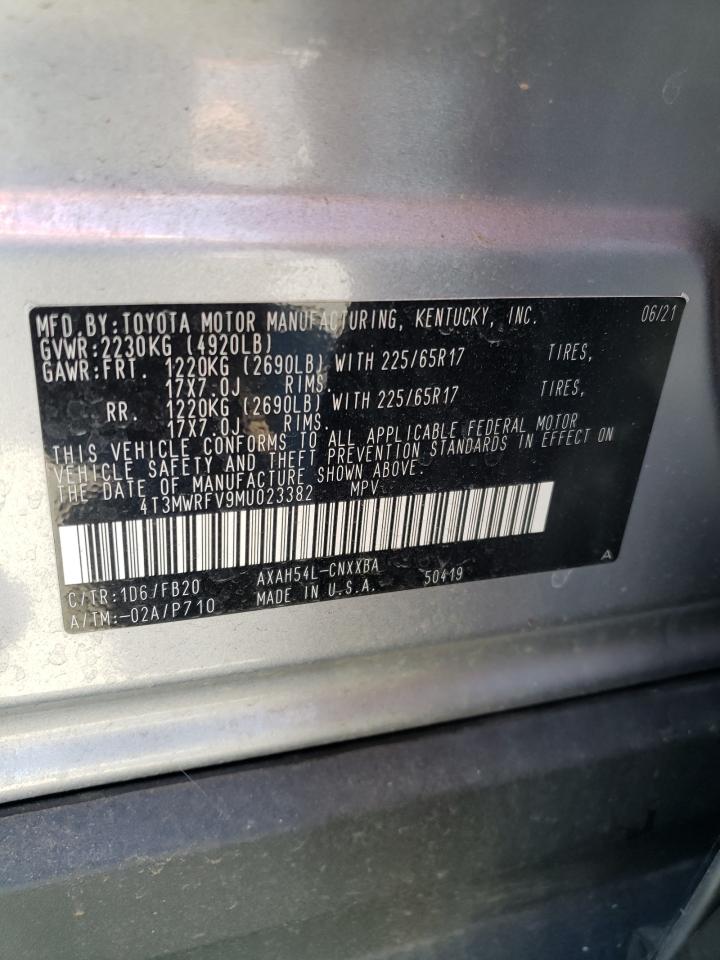 MFD.BY:TOYOTA MOTOR MANUFACTURING, KENTUCKY, INC. 06/21
GVWR:2230KG (4920LB)
GAWR:FRT. 1220KG (2690LB) WITH 225/65R17 TIRES,
17X7.0J RIMS.
RR. 1220KG (2690LB) WITH 225/65R17 TIRES,
17X7.0J RIMS.
THIS VEHICLE CONFORMS TO ALL APPLICABLE FEDERAL MOTOR
VEHICLE SAFETY AND THEFT PREVENTION STANDARDS IN EFFECT ON
THE DATE OF MANUFACTURE SHOWN ABOVE.
4T3MWRFV9MU023382 MPV
C/TR:1D6/FB20 AXAH54L-CNXXBA A
A/TM:-02A/P710 MADE IN U.S.A. 50419